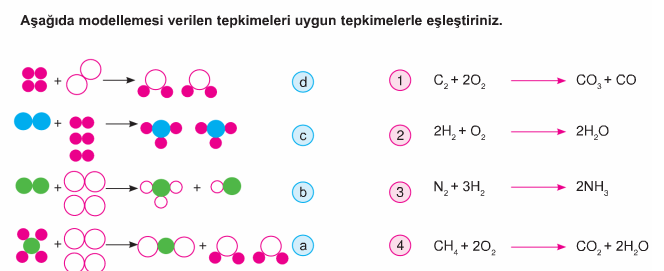 Aşağıda modellemesi verilen tepkimeleri uygun tepkimelerle eşleştiriniz.
+ d 1 C₂ + 2O₂ → CO₃ + CO
+ c 2 2H₂ + O₂ → 2H₂O
+ + b 3 N₂ + 3H₂ → 2NH₃
+ + a 4 CH₄ + 2O₂ → CO₂ + 2H₂O